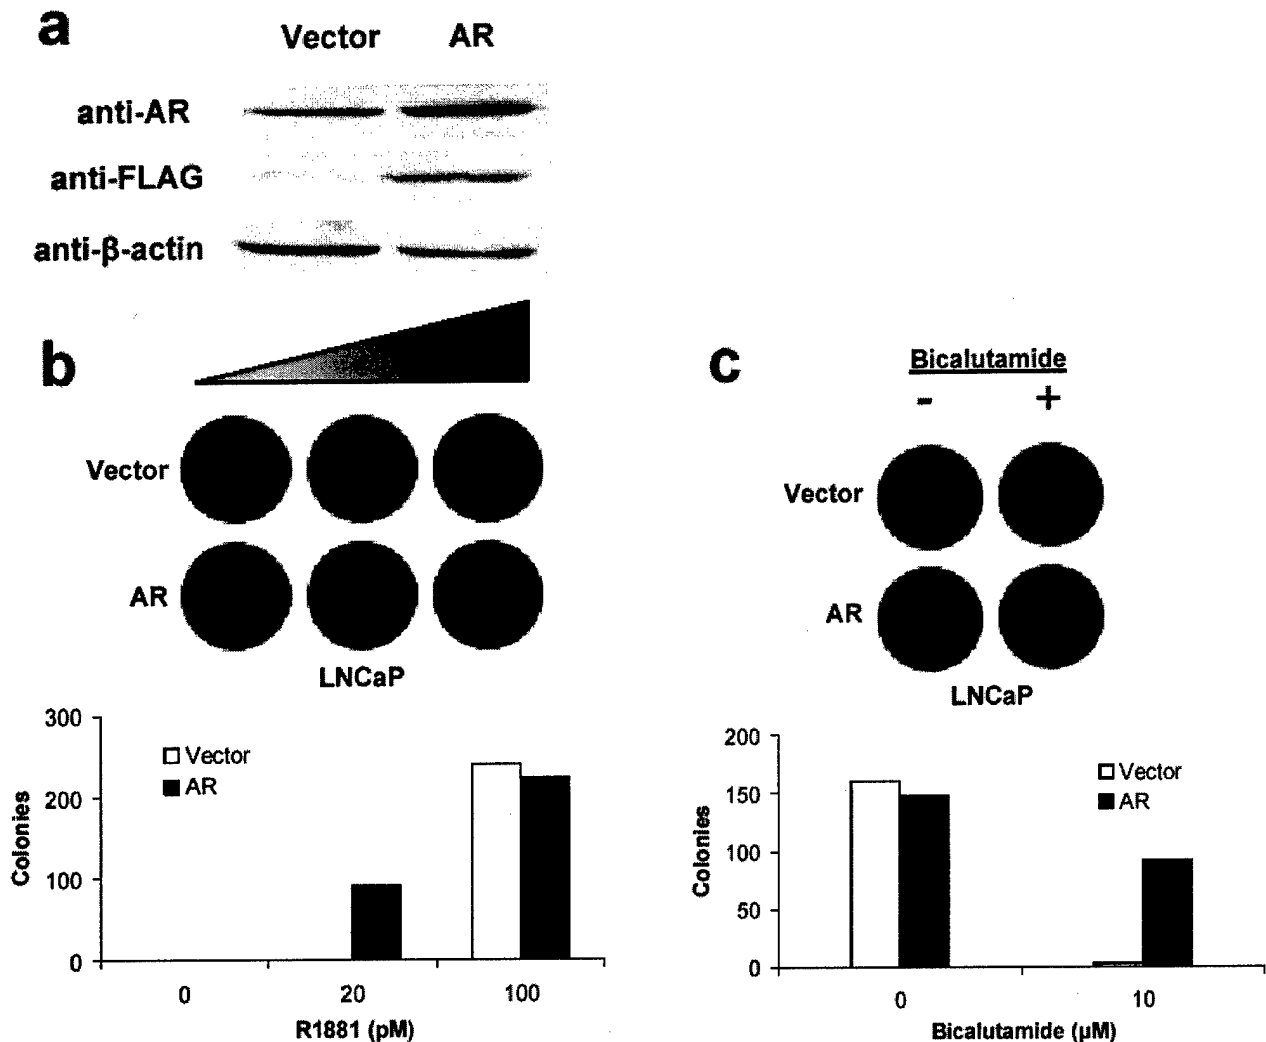 a
Vector AR
anti-AR
anti-FLAG
anti-β-actin
b
Vector
AR
LNCaP
300
200
100
0
Colonies
Vector
AR
0 20 100
R1881 (pM)
c
Bicalutamide
- +
Vector
AR
LNCaP
200
150
100
50
0
Colonies
Vector
AR
0 10
Bicalutamide (μM)